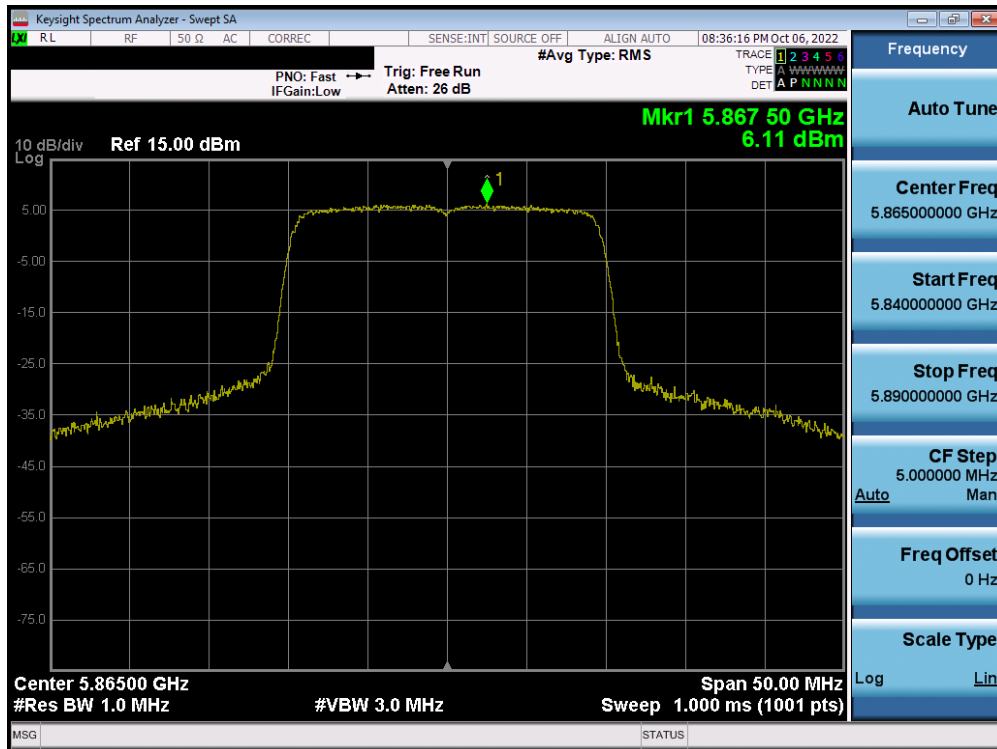 Keysight Spectrum Analyzer - Swept SA
LXI RL RF 50 Ω AC CORREC SENSE:INT SOURCE OFF ALIGN AUTO 08:36:16 PM Oct 06, 2022
#Avg Type: RMS
TRACE 1 2 3 4 5 6
TYPE A WWWWW
DET A P N N N N
PNO: Fast
IFGain:Low
Trig: Free Run
Atten: 26 dB
Mkr1 5.867 50 GHz
6.11 dBm
10 dB/div
Log
Ref 15.00 dBm
1
5.00
-5.00
-15.0
-25.0
-35.0
-45.0
-55.0
-65.0
-75.0
Center 5.86500 GHz
Span 50.00 MHz
#Res BW 1.0 MHz
#VBW 3.0 MHz
Sweep 1.000 ms (1001 pts)
MSG
STATUS
Frequency
Auto Tune
Center Freq
5.865000000 GHz
Start Freq
5.840000000 GHz
Stop Freq
5.890000000 GHz
CF Step
5.000000 MHz
Auto Man
Freq Offset
0 Hz
Scale Type
Log Lin